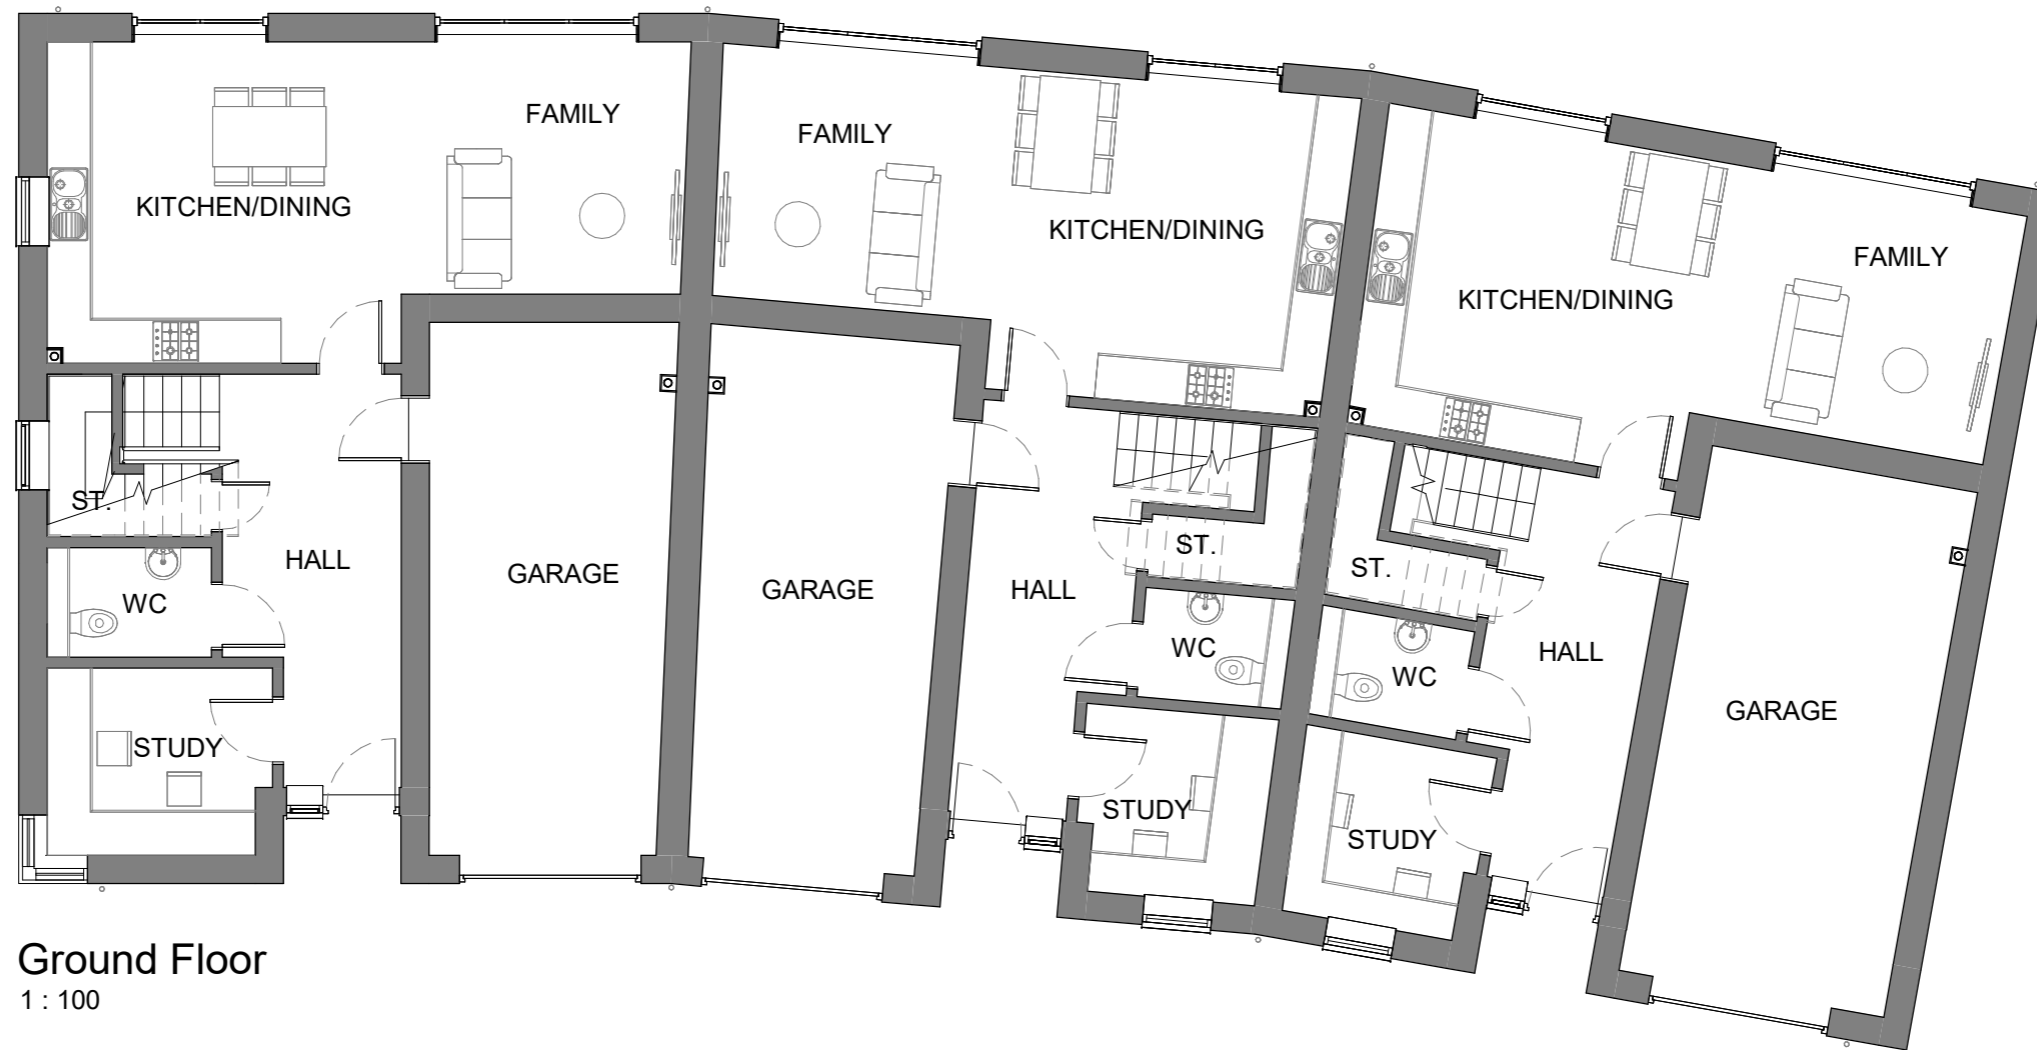 FAMILY
KITCHEN/DINING
ST.
HALL
WC
STUDY
GARAGE
FAMILY
KITCHEN/DINING
GARAGE
HALL
ST.
WC
STUDY
KITCHEN/DINING
FAMILY
ST.
HALL
WC
STUDY
GARAGE
Ground Floor
1 : 100